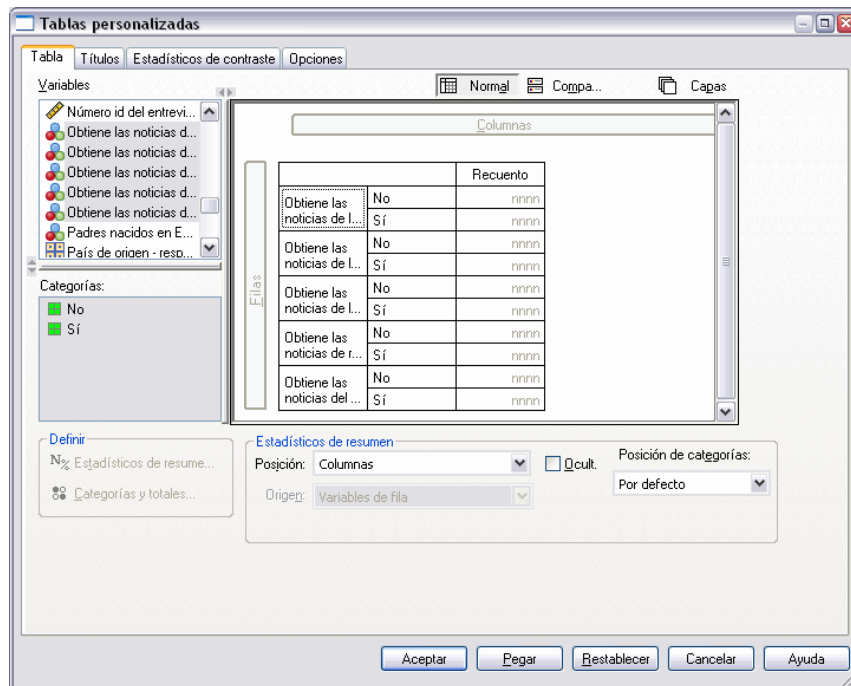 Tablas personalizadas
Tabla Títulos Estadísticos de contraste Opciones
Variables
Número id del entrevi...
Obtiene las noticias d...
Obtiene las noticias d...
Obtiene las noticias d...
Obtiene las noticias d...
Obtiene las noticias d...
Padres nacidos en E...
País de origen - resp...
Categorías:
No
Sí
Normal Compa... Capas
Columnas
Filas
Recuento
Obtiene las noticias de l...
No nnnn
Sí nnnn
Obtiene las noticias de l...
No nnnn
Sí nnnn
Obtiene las noticias de l...
No nnnn
Sí nnnn
Obtiene las noticias de r...
No nnnn
Sí nnnn
Obtiene las noticias del ...
No nnnn
Sí nnnn
Definir
N% Estadísticos de resume...
Categorías y totales...
Estadísticos de resumen
Posición: Columnas
Ocult.
Origen: Variables de fila
Posición de categorías:
Por defecto
Aceptar Pegar Restablecer Cancelar Ayuda